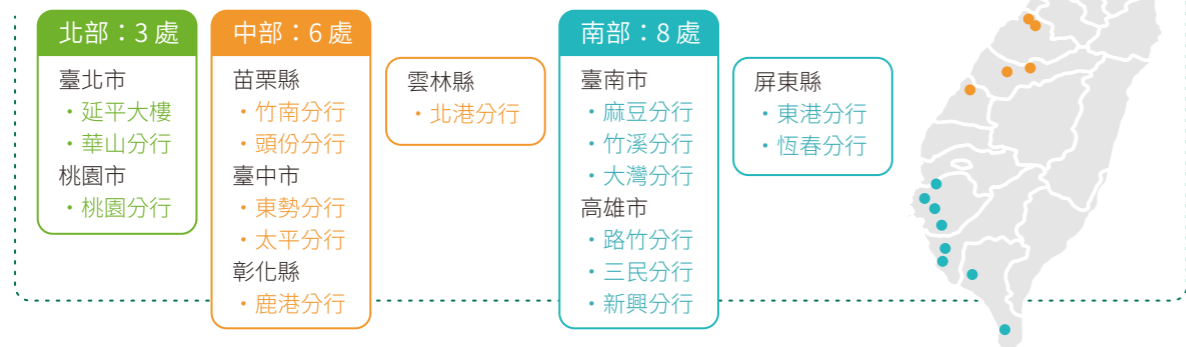 北部：3 處
臺北市
・延平大樓
・華山分行
桃園市
・桃園分行
中部：6 處
苗栗縣
・竹南分行
・頭份分行
臺中市
・東勢分行
・太平分行
彰化縣
・鹿港分行
雲林縣
・北港分行
南部：8 處
臺南市
・麻豆分行
・竹溪分行
・大灣分行
高雄市
・路竹分行
・三民分行
・新興分行
屏東縣
・東港分行
・恆春分行